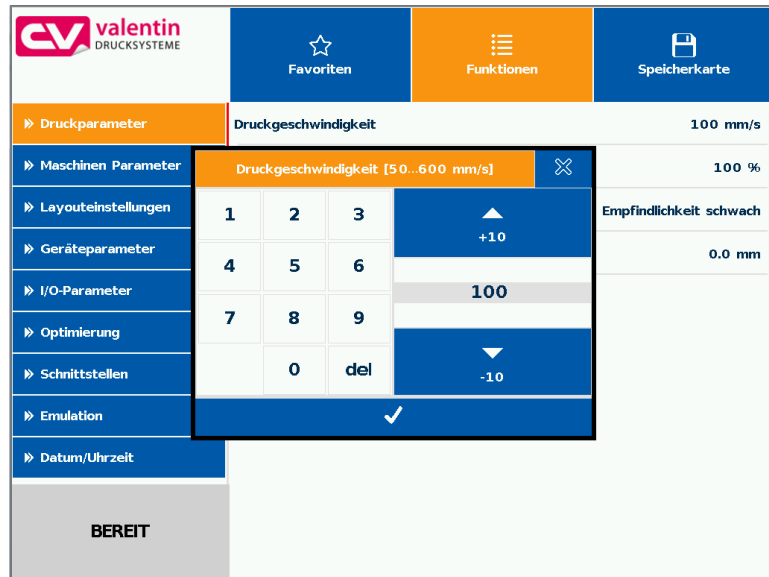 valentin
DRUCKSYSTEME
Favoriten
Funktionen
Speicherkarte
Druckparameter
Maschinen Parameter
Layouteinstellungen
Geräteparameter
I/O-Parameter
Optimierung
Schnittstellen
Emulation
Datum/Uhrzeit
BEREIT
Druckgeschwindigkeit 100 mm/s
100 %
Empfindlichkeit schwach
0.0 mm
Druckgeschwindigkeit [50...600 mm/s]
1 2 3
4 5 6
7 8 9
0 del
+10
100
-10